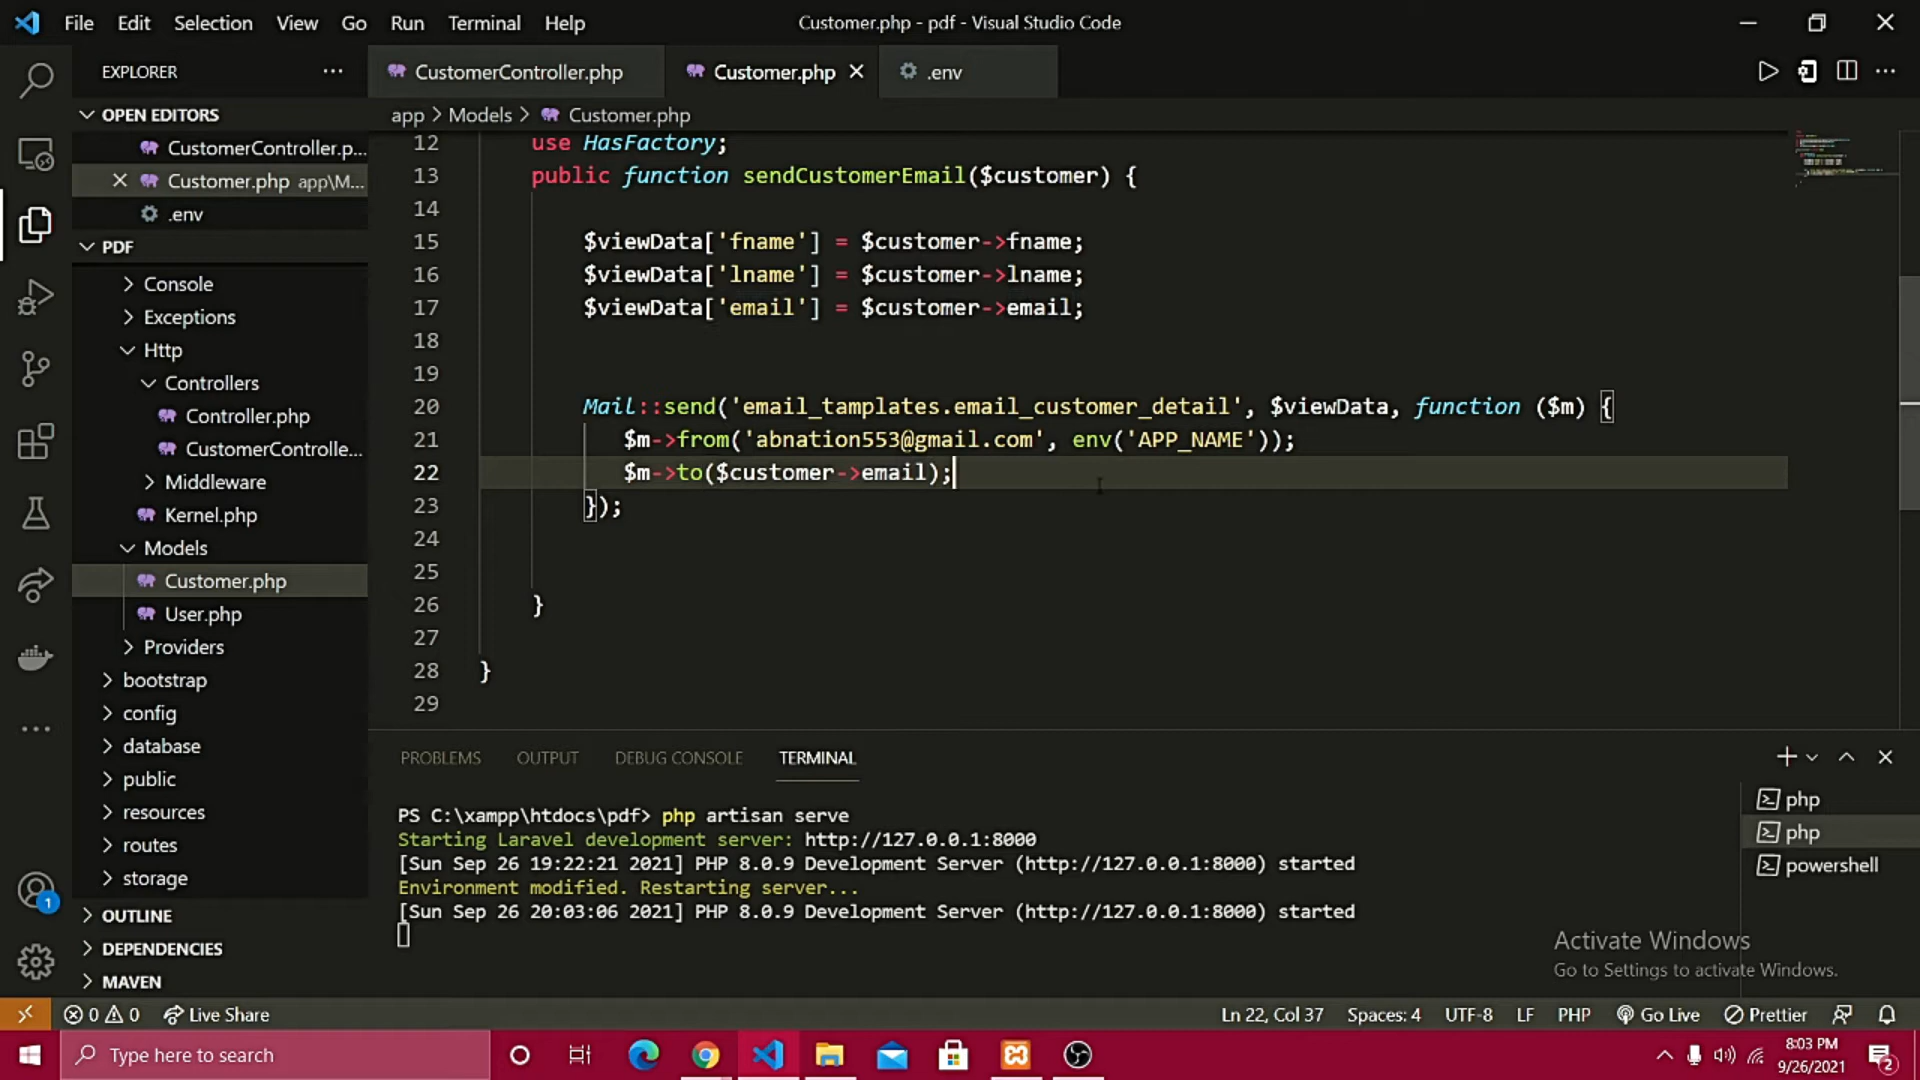 File Edit Selection View Go Run Terminal Help
Customer.php - pdf - Visual Studio Code
EXPLORER
CustomerController.php
Customer.php
.env
OPEN EDITORS
CustomerController.p...
Customer.php app\M...
.env
PDF
Console
Exceptions
Http
Controllers
Controller.php
CustomerControlle...
Middleware
Kernel.php
Models
Customer.php
User.php
Providers
bootstrap
config
database
public
resources
routes
storage
OUTLINE
DEPENDENCIES
MAVEN
1
app > Models > Customer.php
12 use HasFactory;
13 public function sendCustomerEmail($customer) {
14
15 $viewData['fname'] = $customer->fname;
16 $viewData['lname'] = $customer->lname;
17 $viewData['email'] = $customer->email;
18
19
20 Mail::send('email_tamplates.email_customer_detail', $viewData, function ($m) {
21 $m->from('abnation553@gmail.com', env('APP_NAME'));
22 $m->to($customer->email);
23 });
24
25
26 }
27
28 }
29
PROBLEMS OUTPUT DEBUG CONSOLE TERMINAL
PS C:\xampp\htdocs\pdf> php artisan serve
Starting Laravel development server: http://127.0.0.1:8000
[Sun Sep 26 19:22:21 2021] PHP 8.0.9 Development Server (http://127.0.0.1:8000) started
Environment modified. Restarting server...
[Sun Sep 26 20:03:06 2021] PHP 8.0.9 Development Server (http://127.0.0.1:8000) started
php
php
powershell
Activate Windows
Go to Settings to activate Windows.
0 0 Live Share
Ln 22, Col 37 Spaces: 4 UTF-8 LF PHP Go Live Prettier
Type here to search
8:03 PM
9/26/2021
2